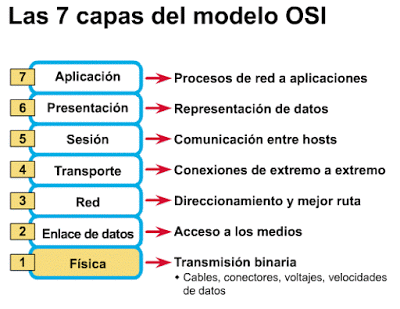 Las 7 capas del modelo OSI
7 Aplicación Procesos de red a aplicaciones
6 Presentación Representación de datos
5 Sesión Comunicación entre hosts
4 Transporte Conexiones de extremo a extremo
3 Red Direccionamiento y mejor ruta
2 Enlace de datos Acceso a los medios
1 Física Transmisión binaria
• Cables, conectores, voltajes, velocidades
de datos